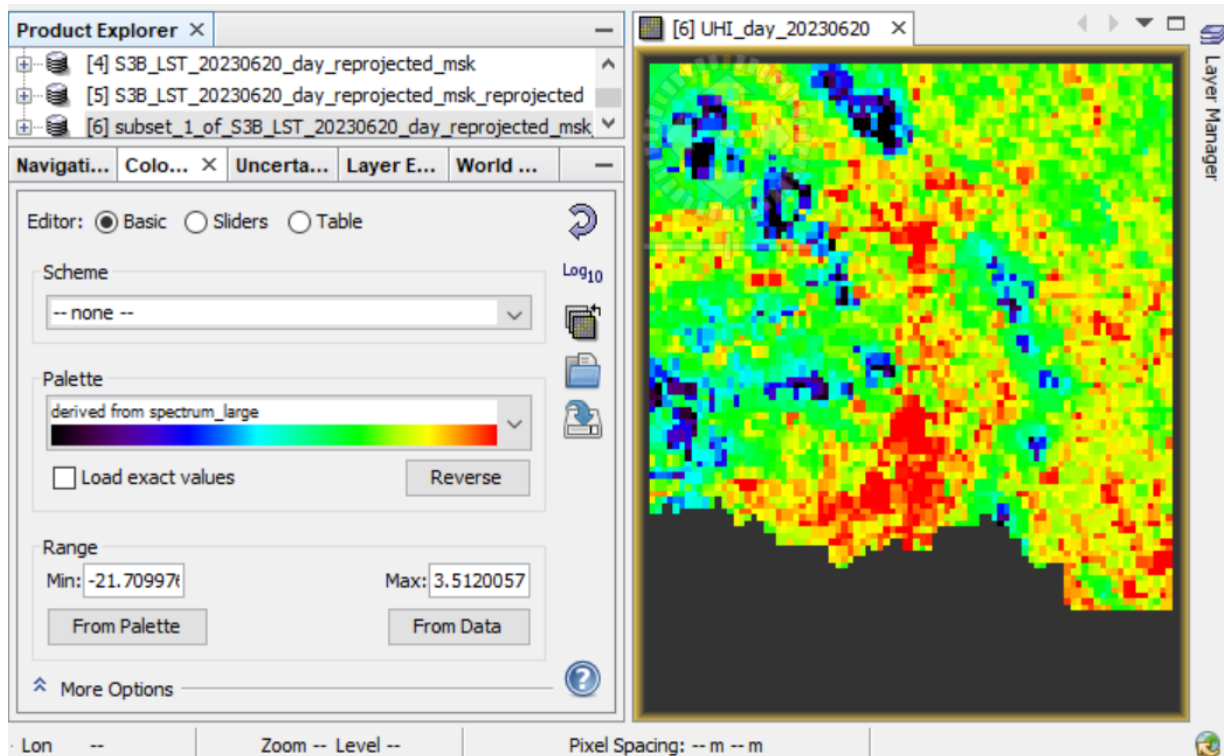 Product Explorer
[4] S3B_LST_20230620_day_reprojected_msk
[5] S3B_LST_20230620_day_reprojected_msk_reprojected
[6] subset_1_of_S3B_LST_20230620_day_reprojected_msk_
Navigati... Colo... Uncerta... Layer E... World ...
Editor: Basic Sliders Table
Scheme
Log10
-- none --
Palette
derived from spectrum_large
Load exact values
Reverse
Range
Min: -21.709976 Max: 3.5120057
From Palette From Data
More Options
[6] UHI_day_20230620
Layer Manager
Lon -- Zoom -- Level -- Pixel Spacing: -- m -- m